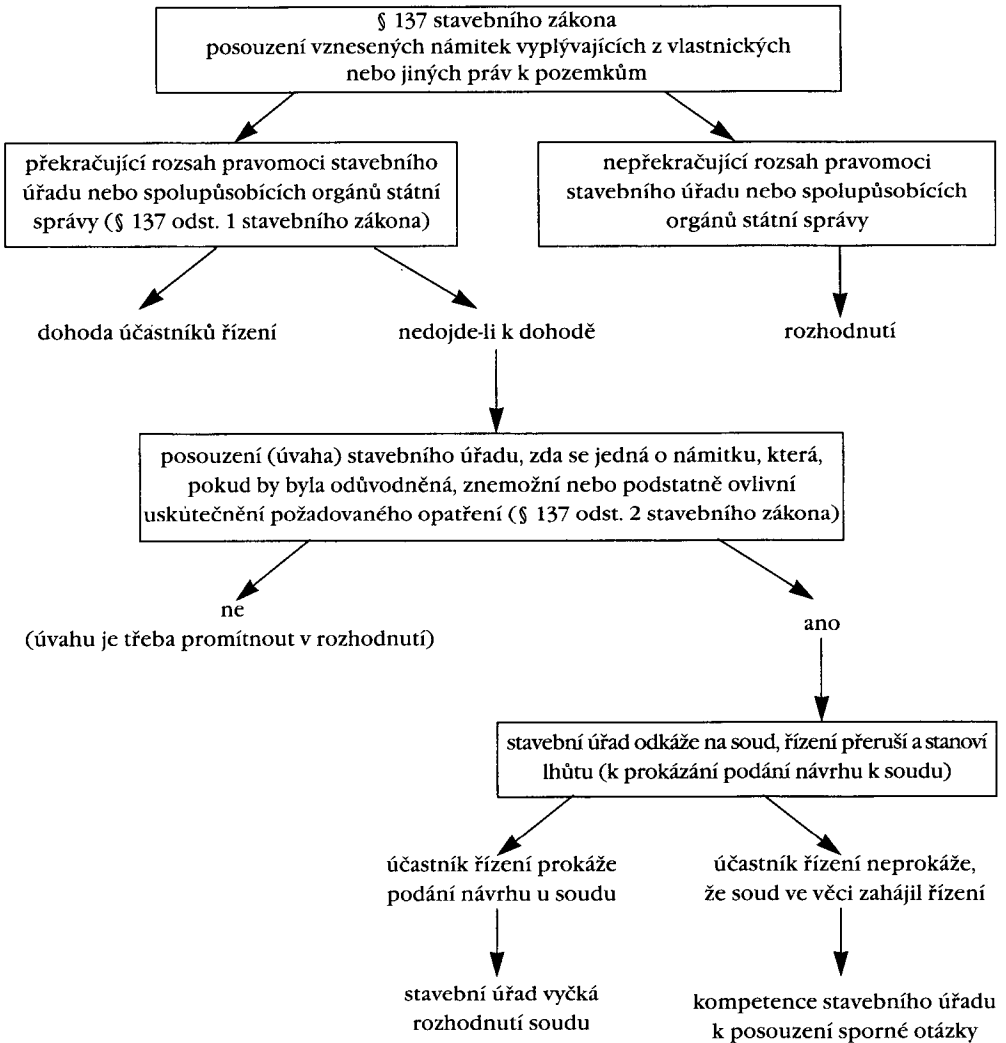 § 137 stavebního zákona
posouzení vznesených námitek vyplývajících z vlastnických
nebo jiných práv k pozemkům
překračující rozsah pravomoci stavebního
úřadu nebo spolupůsobících orgánů státní
správy (§ 137 odst. 1 stavebního zákona)
nepřekračující rozsah pravomoci
stavebního úřadu nebo spolupůsobících
orgánů státní správy
dohoda účastníků řízení
nedojde-li k dohodě
rozhodnutí
posouzení (úvaha) stavebního úřadu, zda se jedná o námitku, která,
pokud by byla odůvodněná, znemožní nebo podstatně ovlivní
uskutečnění požadovaného opatření (§ 137 odst. 2 stavebního zákona)
ne
(úvahu je třeba promítnout v rozhodnutí)
ano
stavební úřad odkáže na soud, řízení přeruší a stanoví
lhůtu (k prokázání podání návrhu k soudu)
účastník řízení prokáže
podání návrhu u soudu
účastník řízení neprokáže,
že soud ve věci zahájil řízení
stavební úřad vyčká
rozhodnutí soudu
kompetence stavebního úřadu
k posouzení sporné otázky